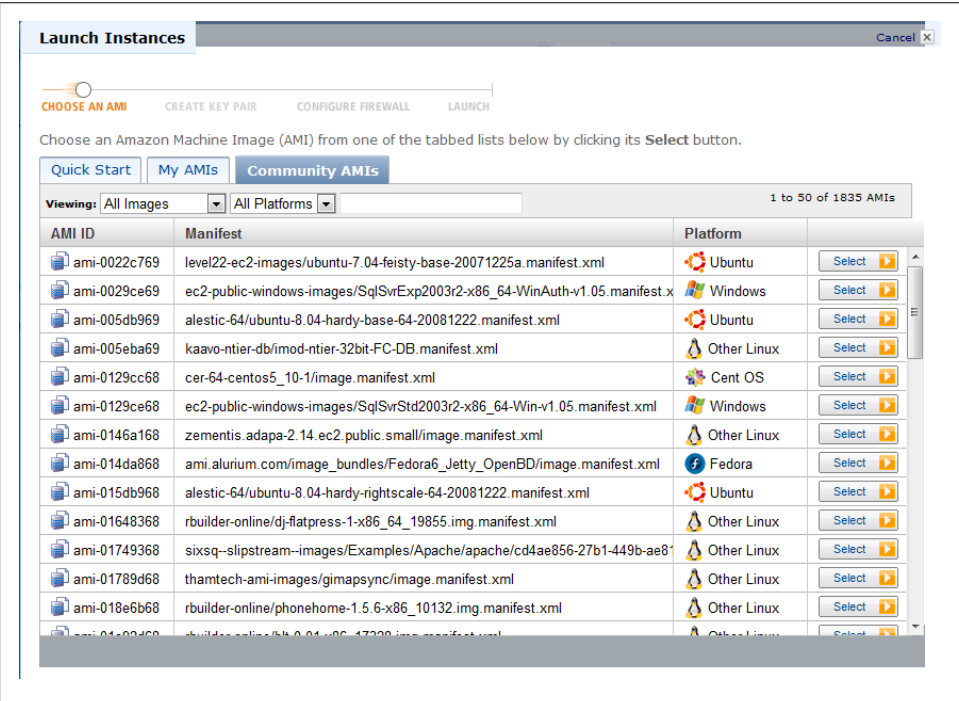 Launch Instances
Cancel
CHOOSE AN AMI CREATE KEY PAIR CONFIGURE FIREWALL LAUNCH
Choose an Amazon Machine Image (AMI) from one of the tabbed lists below by clicking its Select button.
Quick Start My AMIs Community AMIs
Viewing: All Images All Platforms 1 to 50 of 1835 AMIs
AMI ID Manifest Platform
ami-0022c769 level22-ec2-images/ubuntu-7.04-feisty-base-20071225a.manifest.xml Ubuntu Select
ami-0029ce69 ec2-public-windows-images/SqlSvrExp2003r2-x86_64-WinAuth-v1.05.manifest.x Windows Select
ami-005db969 alestic-64/ubuntu-8.04-hardy-base-64-20081222.manifest.xml Ubuntu Select
ami-005eba69 kaavo-ntier-db/imod-ntier-32bit-FC-DB.manifest.xml Other Linux Select
ami-0129cc68 cer-64-centos5_10-1/image.manifest.xml Cent OS Select
ami-0129ce68 ec2-public-windows-images/SqlSvrStd2003r2-x86_64-Win-v1.05.manifest.xml Windows Select
ami-0146a168 zementis.adapa-2.14.ec2.public.small/image.manifest.xml Other Linux Select
ami-014da868 ami.alurium.com/image_bundles/Fedora6_Jetty_OpenBD/image.manifest.xml Fedora Select
ami-015db968 alestic-64/ubuntu-8.04-hardy-rightscale-64-20081222.manifest.xml Ubuntu Select
ami-01648368 rbuilder-online/dj-flatpress-1-x86_64_19855.img.manifest.xml Other Linux Select
ami-01749368 sixsq--slipstream--images/Examples/Apache/apache/cd4ae856-27b1-449b-ae81 Other Linux Select
ami-01789d68 thamtech-ami-images/gimapsync/image.manifest.xml Other Linux Select
ami-018e6b68 rbuilder-online/phonehome-1.5.6-x86_10132.img.manifest.xml Other Linux Select
Other Linux Select